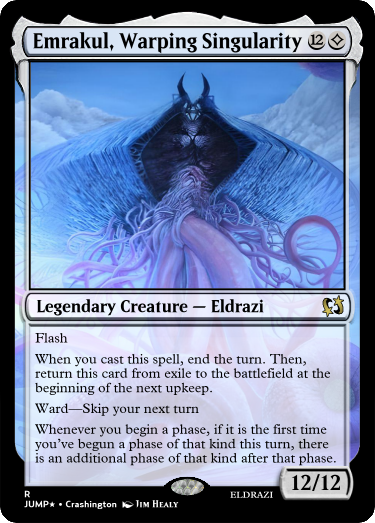 Emrakul, Warping Singularity 12
Legendary Creature — Eldrazi
Flash
When you cast this spell, end the turn. Then,
return this card from exile to the battlefield at the
beginning of the next upkeep.
Ward—Skip your next turn
Whenever you begin a phase, if it is the first time
you've begun a phase of that kind this turn, there
is an additional phase of that kind after that phase.
12/12
R
JUMP★ • Crashington Jim Healy
ELDRAZI